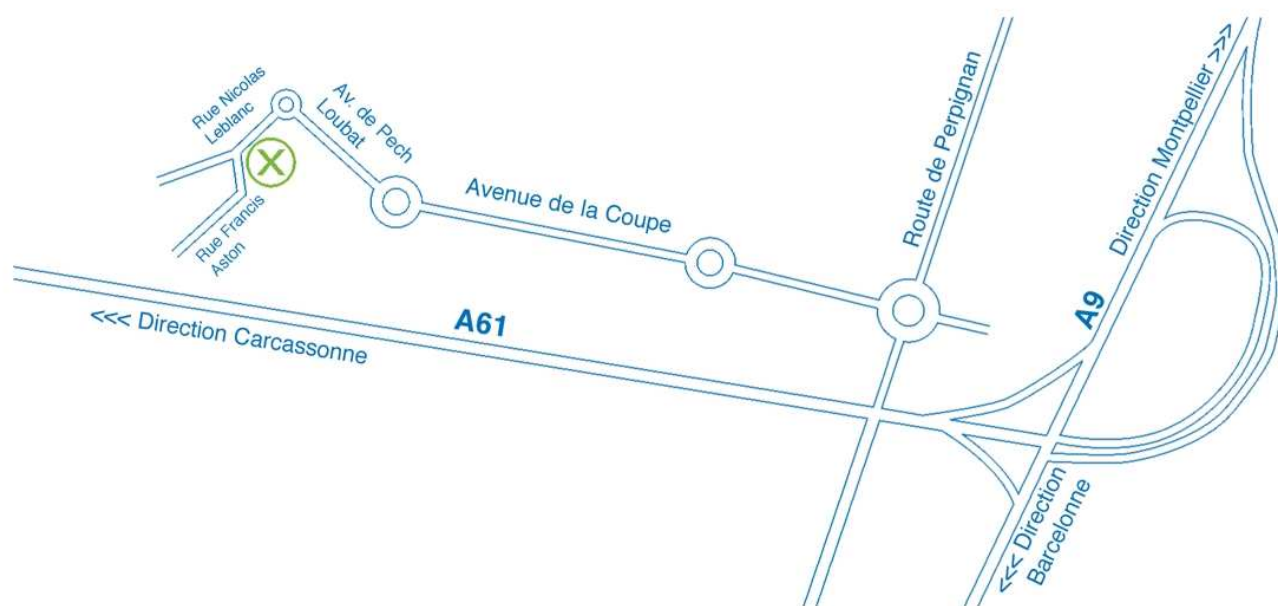 Rue Nicolas
Leblanc
Av. de Pech
Loubat
Rue Francis
Aston
Avenue de la Coupe
Route de Perpignan
Direction Montpellier >>>
A9
A61
<<< Direction Carcassonne
<<< Direction
Barcelonne
X